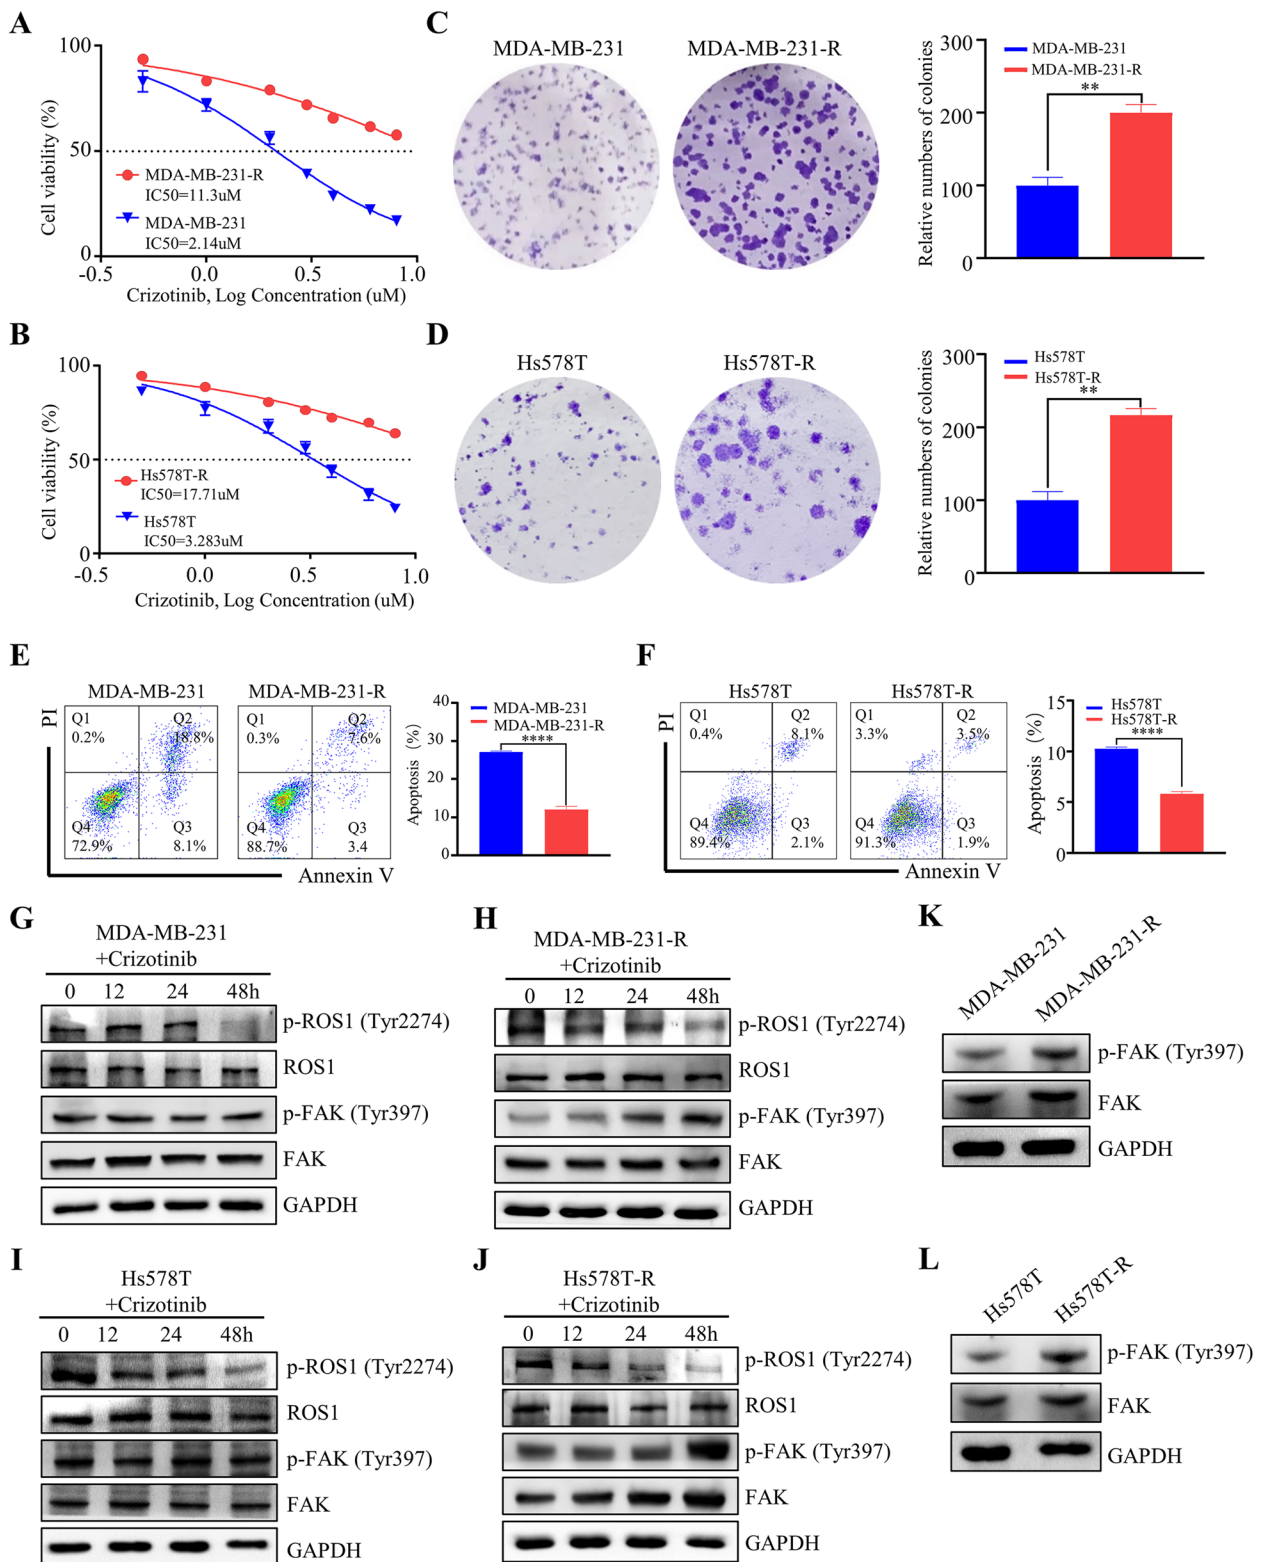 A
100
50
0
-0.5
0.0
0.5
1.0
Cell viability (%)
MDA-MB-231-R
IC50=11.3uM
MDA-MB-231
IC50=2.14uM
Crizotinib, Log Concentration (uM)
C
MDA-MB-231
MDA-MB-231-R
300
200
100
0
Relative numbers of colonies
MDA-MB-231
MDA-MB-231-R
**
B
100
50
0
-0.5
0.0
0.5
1.0
Cell viability (%)
Hs578T-R
IC50=17.71uM
Hs578T
IC50=3.283uM
Crizotinib, Log Concentration (uM)
D
Hs578T
Hs578T-R
300
200
100
0
Relative numbers of colonies
Hs578T
Hs578T-R
**
E
PI
MDA-MB-231
Q1
0.2%
Q2
18.8%
Q4
72.9%
Q3
8.1%
MDA-MB-231-R
Q1
0.3%
Q2
7.6%
Q4
88.7%
Q3
3.4
Annexin V
40
30
20
10
0
Apoptosis (%)
MDA-MB-231
MDA-MB-231-R
****
F
PI
Hs578T
Q1
0.4%
Q2
8.1%
Q4
89.4%
Q3
2.1%
Hs578T-R
Q1
3.3%
Q2
3.5%
Q4
91.3%
Q3
1.9%
Annexin V
15
10
5
0
Apoptosis (%)
Hs578T
Hs578T-R
****
G
MDA-MB-231
+Crizotinib
0 12 24 48h
p-ROS1 (Tyr2274)
ROS1
p-FAK (Tyr397)
FAK
GAPDH
H
MDA-MB-231-R
+Crizotinib
0 12 24 48h
p-ROS1 (Tyr2274)
ROS1
p-FAK (Tyr397)
FAK
GAPDH
K
MDA-MB-231
MDA-MB-231-R
p-FAK (Tyr397)
FAK
GAPDH
I
Hs578T
+Crizotinib
0 12 24 48h
p-ROS1 (Tyr2274)
ROS1
p-FAK (Tyr397)
FAK
GAPDH
J
Hs578T-R
+Crizotinib
0 12 24 48h
p-ROS1 (Tyr2274)
ROS1
p-FAK (Tyr397)
FAK
GAPDH
L
Hs578T
Hs578T-R
p-FAK (Tyr397)
FAK
GAPDH